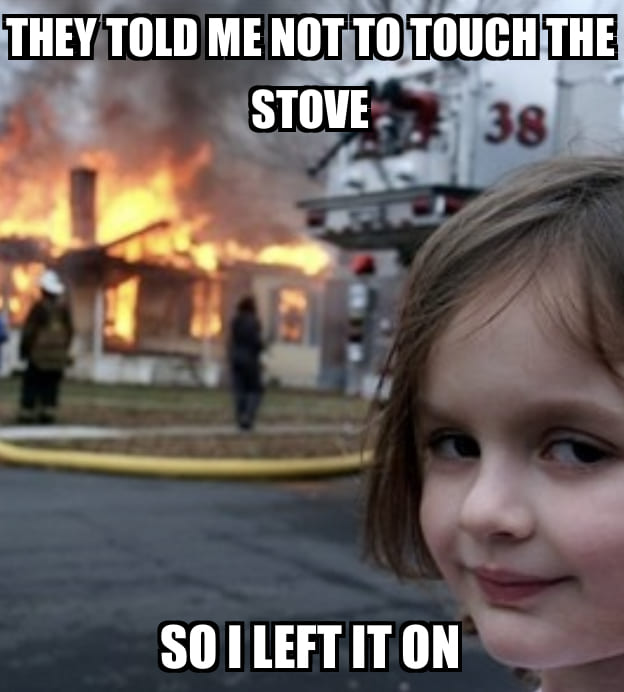 THEY TOLD ME NOT TO TOUCH THE
STOVE
38
SO I LEFT IT ON